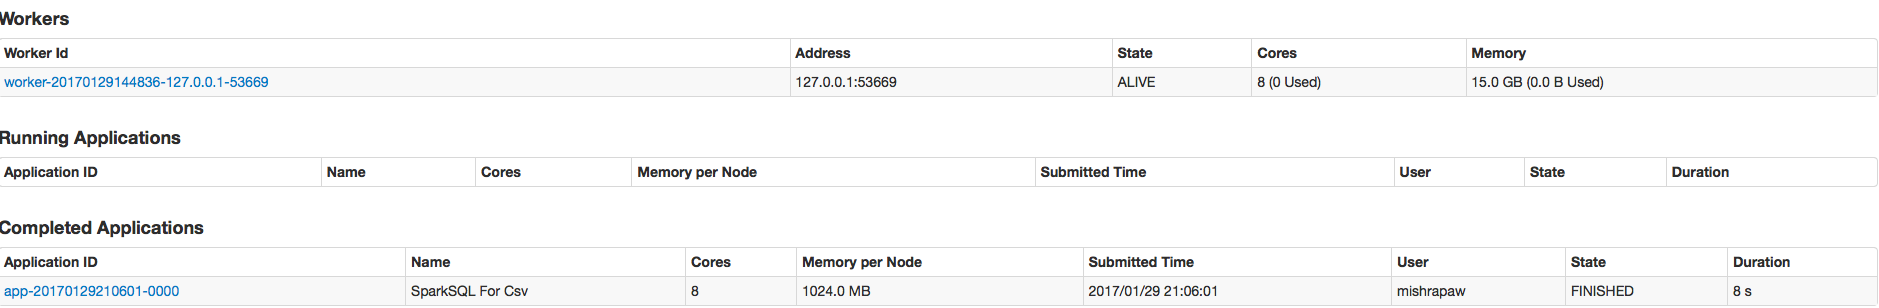 Workers
Worker Id Address State Cores Memory
worker-20170129144836-127.0.0.1-53669 127.0.0.1:53669 ALIVE 8 (0 Used) 15.0 GB (0.0 B Used)
Running Applications
Application ID Name Cores Memory per Node Submitted Time User State Duration
Completed Applications
Application ID Name Cores Memory per Node Submitted Time User State Duration
app-20170129210601-0000 SparkSQL For Csv 8 1024.0 MB 2017/01/29 21:06:01 mishrapaw FINISHED 8 s